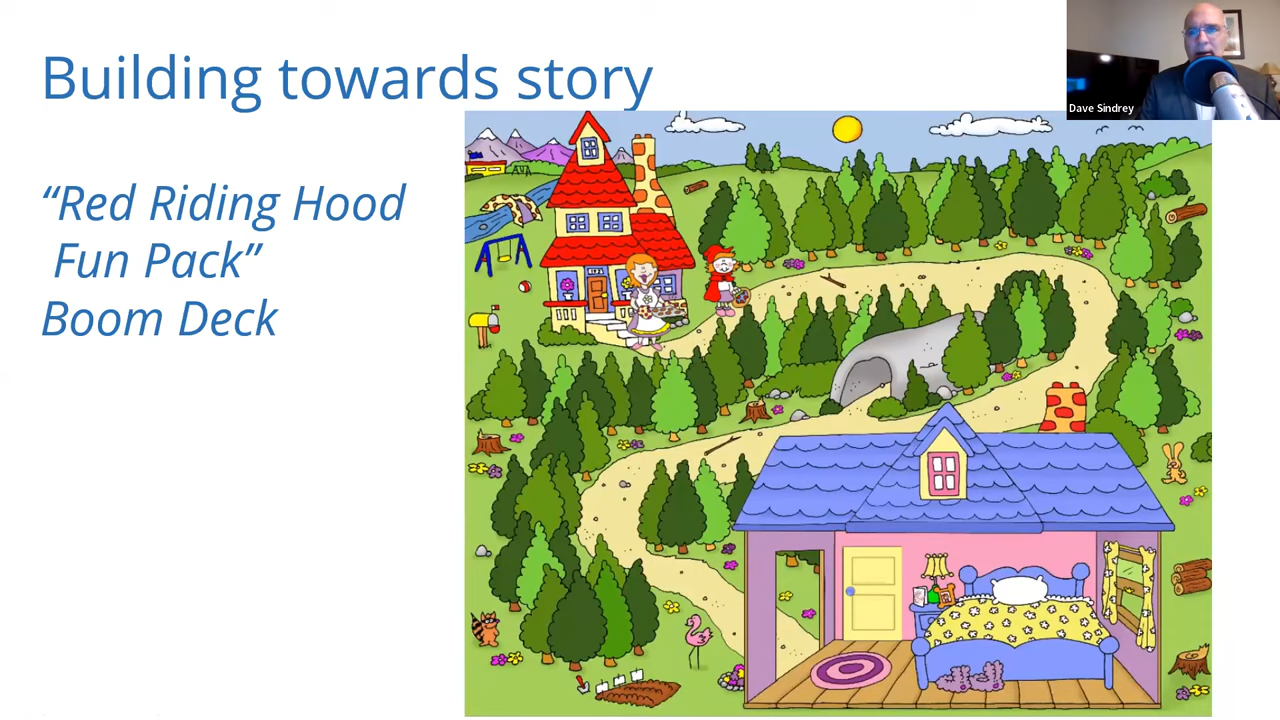 Building towards story
Dave Sindrey
“Red Riding Hood
Fun Pack”
Boom Deck